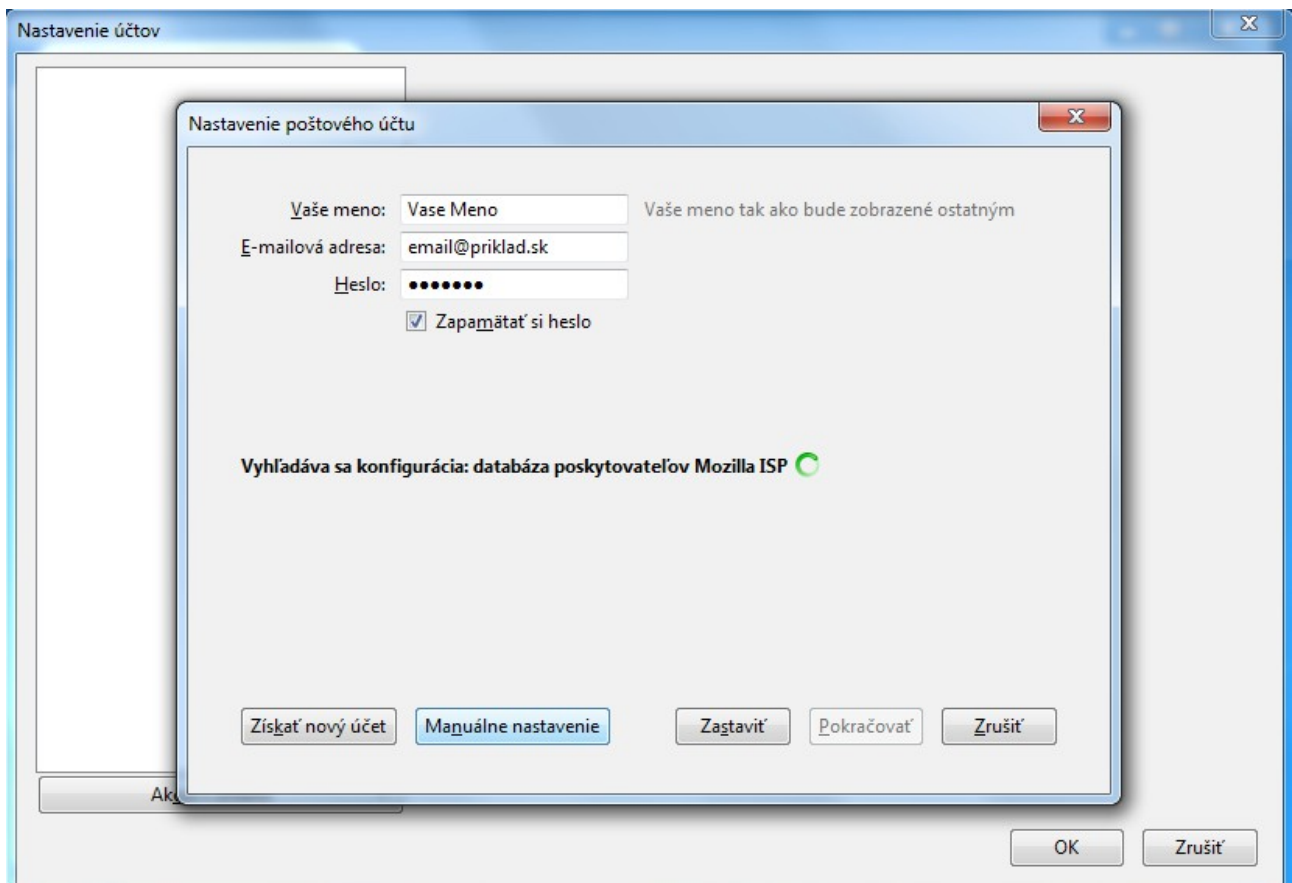 Nastavenie účtov
Nastavenie poštového účtu
Vaše meno: Vase Meno Vaše meno tak ako bude zobrazené ostatným
E-mailová adresa: email@priklad.sk
Heslo: •••••••
Zapamätať si heslo
Vyhľadáva sa konfigurácia: databáza poskytovateľov Mozilla ISP
Získať nový účet Manuálne nastavenie Zastaviť Pokračovať Zrušiť
OK Zrušiť